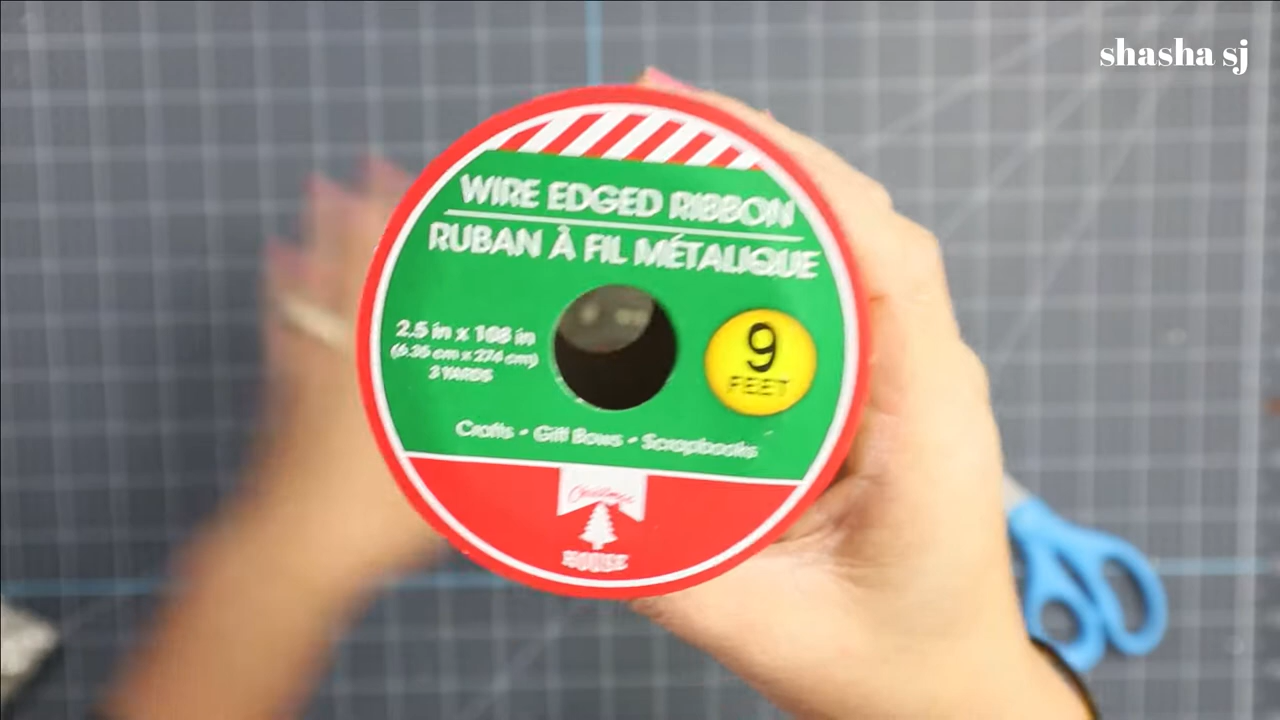 shasha sj
WIRE EDGED RIBBON
RUBAN À FIL MÉTALIQUE
2.5 in x 108 in
(6.35 cm x 274 cm)
3 YARDS
9
FEET
Crafts • Gift Bows • Scrapbooks
Christmas
HOUSE